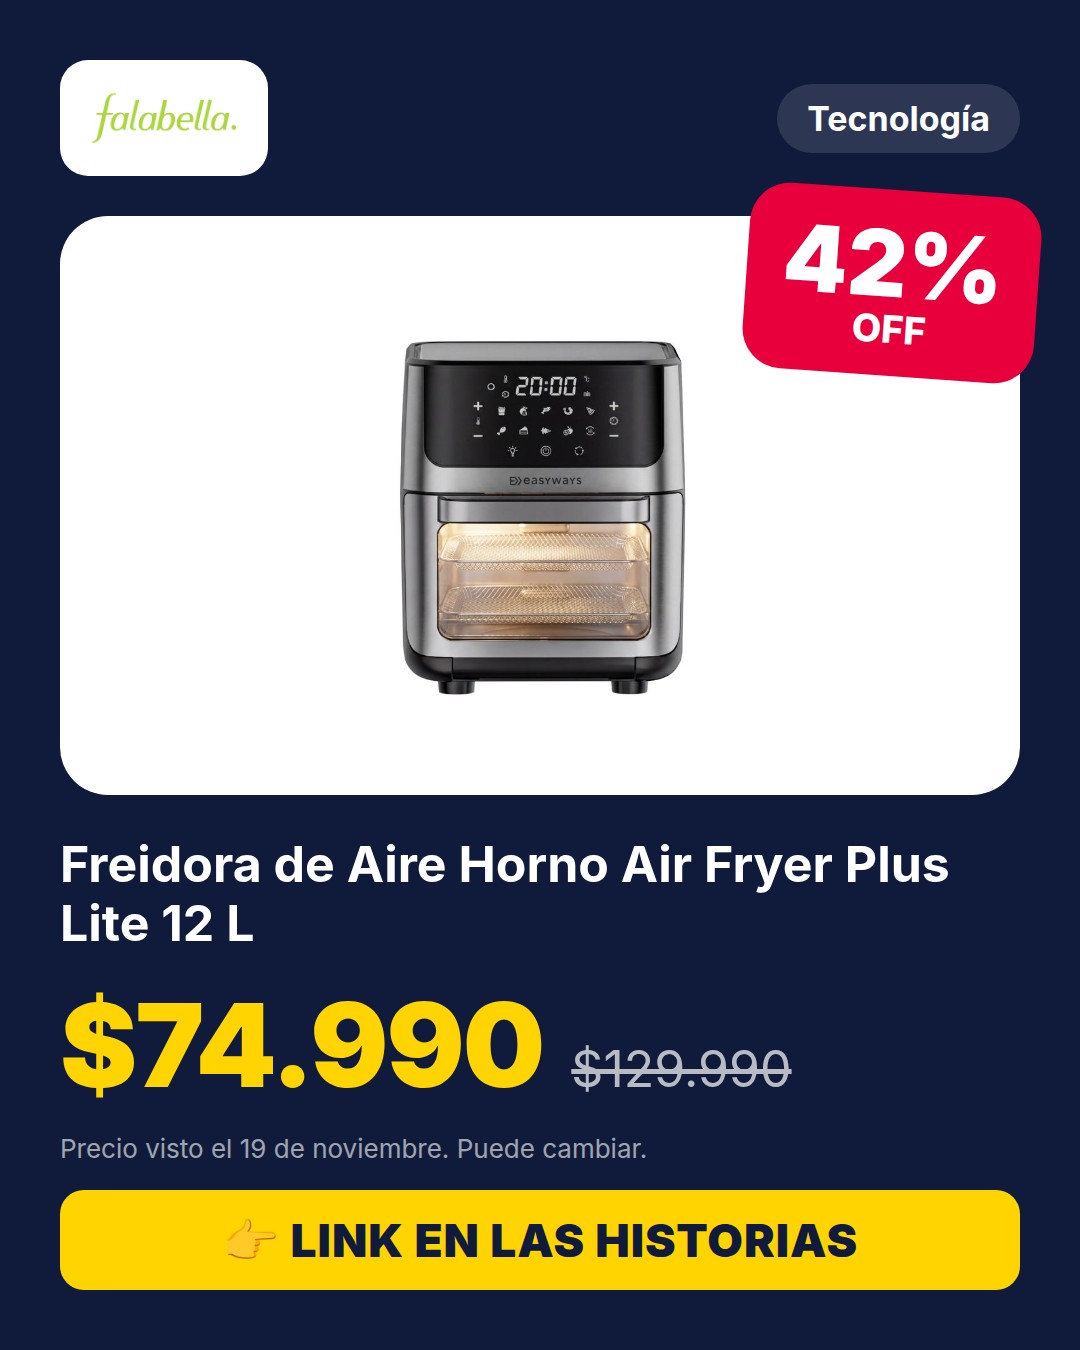 falabella.
Tecnología
42%
OFF
20:00
easyways
Freidora de Aire Horno Air Fryer Plus
Lite 12 L
$74.990 $129.990
Precio visto el 19 de noviembre. Puede cambiar.
👉 LINK EN LAS HISTORIAS